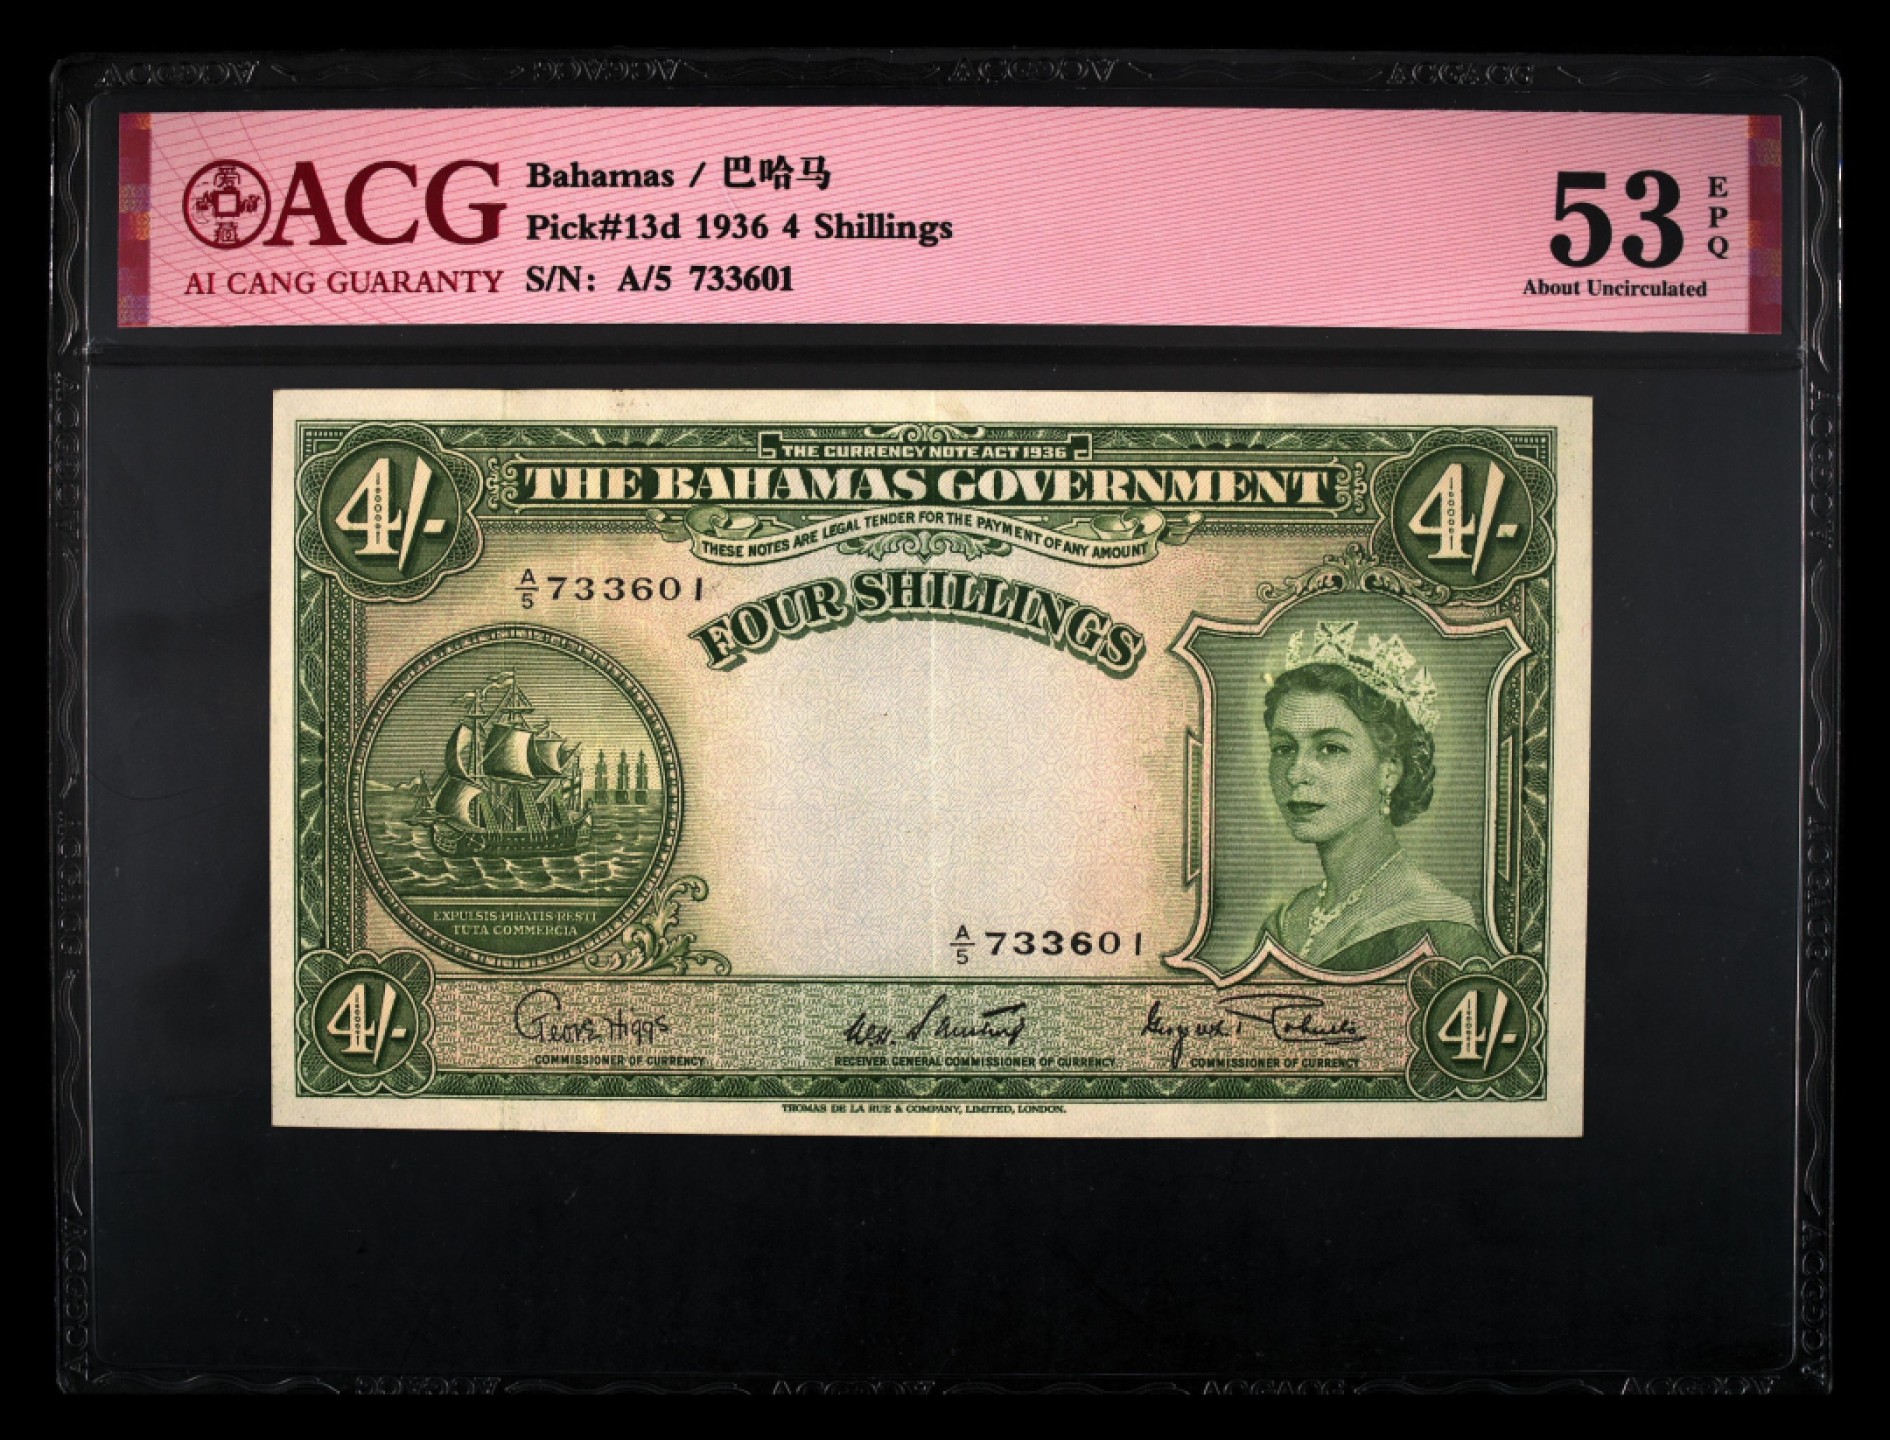 ACG
AI CANG GUARANTY
Bahamas / 巴哈马
Pick#13d 1936 4 Shillings
S/N: A/5 733601
53
EPQ
About Uncirculated
THE CURRENCY NOTE ACT 1936
THE BAHAMAS GOVERNMENT
THESE NOTES ARE LEGAL TENDER FOR THE PAYMENT OF ANY AMOUNT
4/-
4/-
A/5 733601
FOUR SHILLINGS
EXPULSIS PIRATIS RESTI
TUTA COMMERCIA
A/5 733601
4/-
4/-
COMMISSIONER OF CURRENCY
RECEIVER GENERAL COMMISSIONER OF CURRENCY
COMMISSIONER OF CURRENCY
THOMAS DE LA RUE & COMPANY, LIMITED, LONDON.